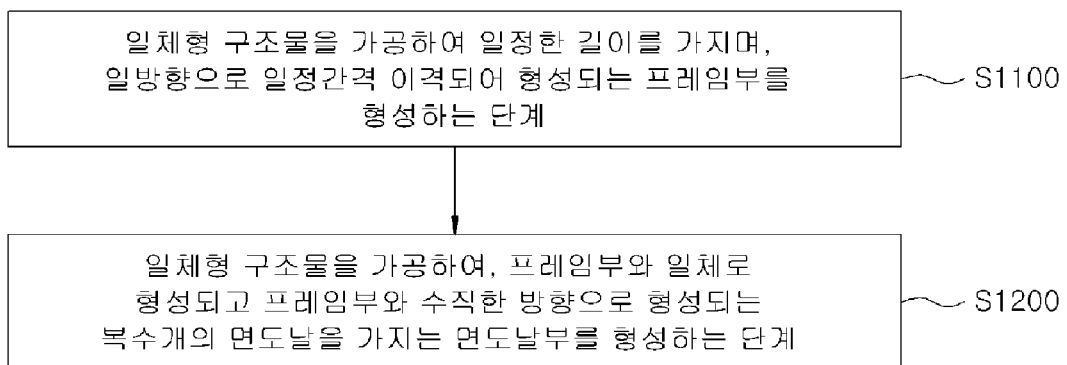 일체형 구조물을 가공하여 일정한 길이를 가지며,
일방향으로 일정간격 이격되어 형성되는 프레임부를
형성하는 단계
S1100
일체형 구조물을 가공하여, 프레임부와 일체로
형성되고 프레임부와 수직한 방향으로 형성되는
복수개의 면도날을 가지는 면도날부를 형성하는 단계
S1200